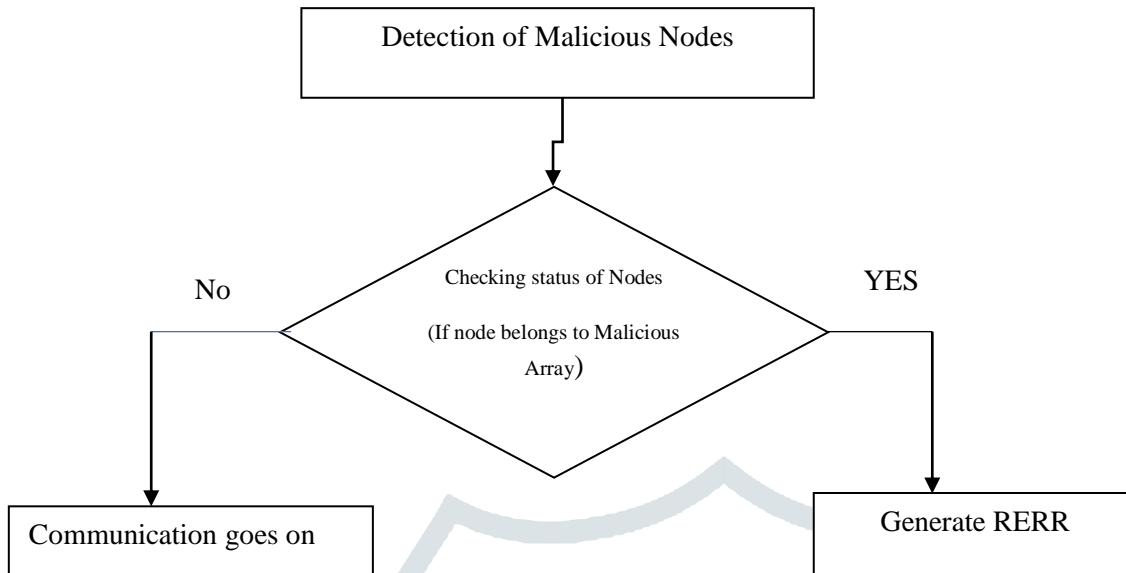 Detection of Malicious Nodes
Checking status of Nodes
No
YES
(If node belongs to Malicious
Array)
Communication goes on
Generate RERR